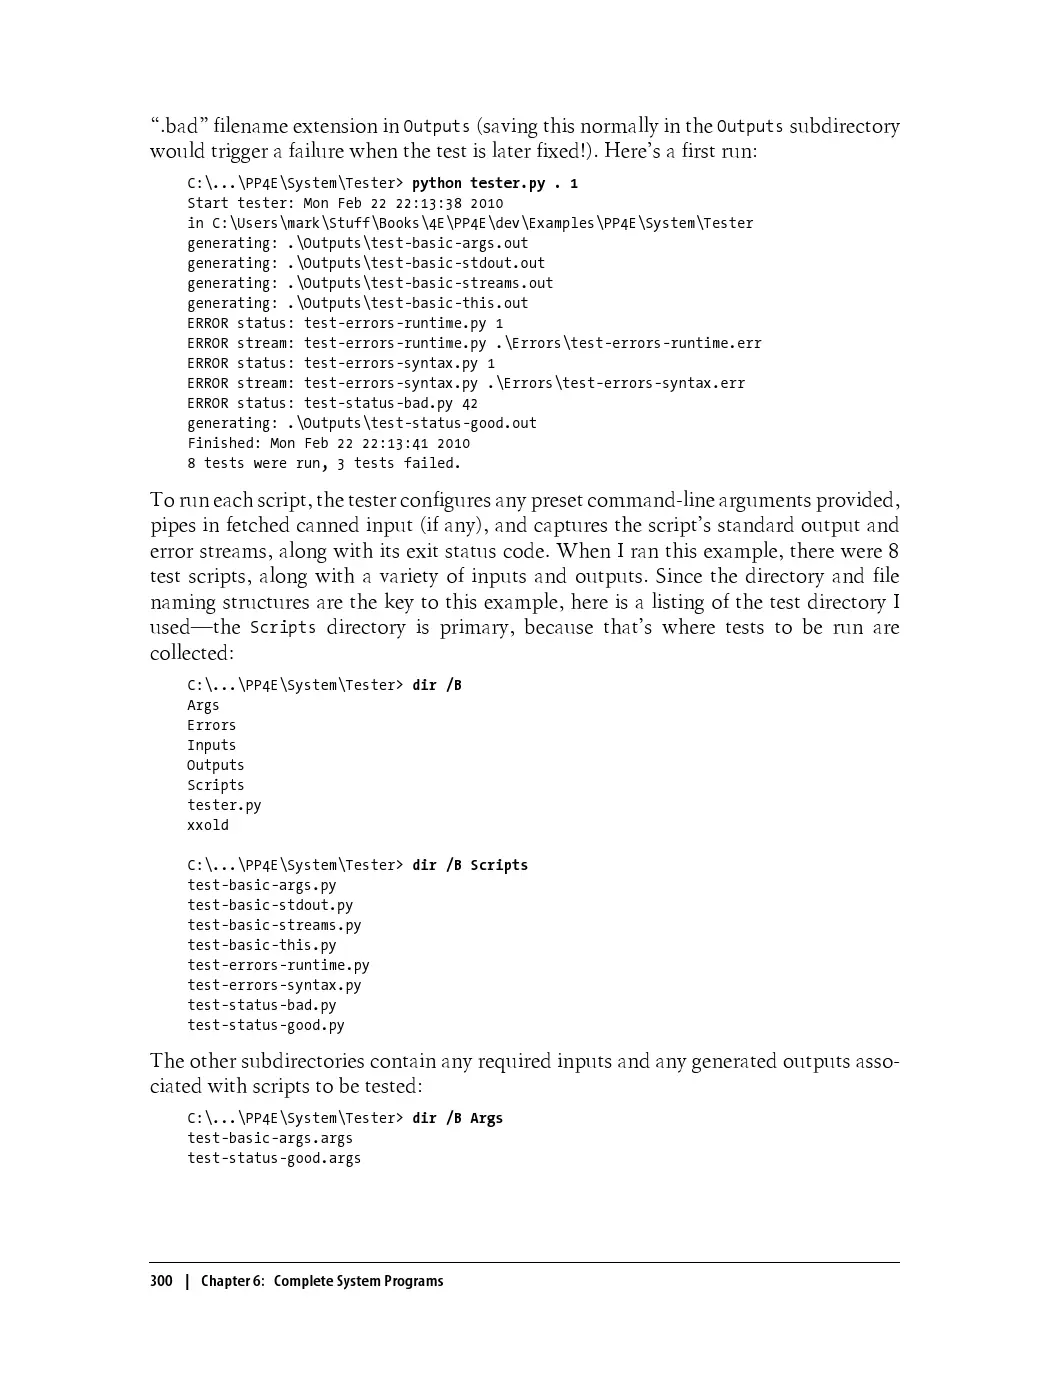 “.bad” filename extension in Outputs (saving this normally in the Outputs subdirectory
would trigger a failure when the test is later fixed!). Here’s a first run:
C:\...\PP4E\System\Tester> python tester.py . 1
Start tester: Mon Feb 22 22:13:38 2010
in C:\Users\mark\Stuff\Books\4E\PP4E\dev\Examples\PP4E\System\Tester
generating: .\Outputs\test-basic-args.out
generating: .\Outputs\test-basic-stdout.out
generating: .\Outputs\test-basic-streams.out
generating: .\Outputs\test-basic-this.out
ERROR status: test-errors-runtime.py 1
ERROR stream: test-errors-runtime.py .\Errors\test-errors-runtime.err
ERROR status: test-errors-syntax.py 1
ERROR stream: test-errors-syntax.py .\Errors\test-errors-syntax.err
ERROR status: test-status-bad.py 42
generating: .\Outputs\test-status-good.out
Finished: Mon Feb 22 22:13:41 2010
8 tests were run, 3 tests failed.
To run each script, the tester configures any preset command-line arguments provided,
pipes in fetched canned input (if any), and captures the script’s standard output and
error streams, along with its exit status code. When I ran this example, there were 8
test scripts, along with a variety of inputs and outputs. Since the directory and file
naming structures are the key to this example, here is a listing of the test directory I
used—the Scripts directory is primary, because that’s where tests to be run are
collected:
C:\...\PP4E\System\Tester> dir /B
Args
Errors
Inputs
Outputs
Scripts
tester.py
xxold
C:\...\PP4E\System\Tester> dir /B Scripts
test-basic-args.py
test-basic-stdout.py
test-basic-streams.py
test-basic-this.py
test-errors-runtime.py
test-errors-syntax.py
test-status-bad.py
test-status-good.py
The other subdirectories contain any required inputs and any generated outputs asso-
ciated with scripts to be tested:
C:\...\PP4E\System\Tester> dir /B Args
test-basic-args.args
test-status-good.args
300 | Chapter 6: Complete System Programs